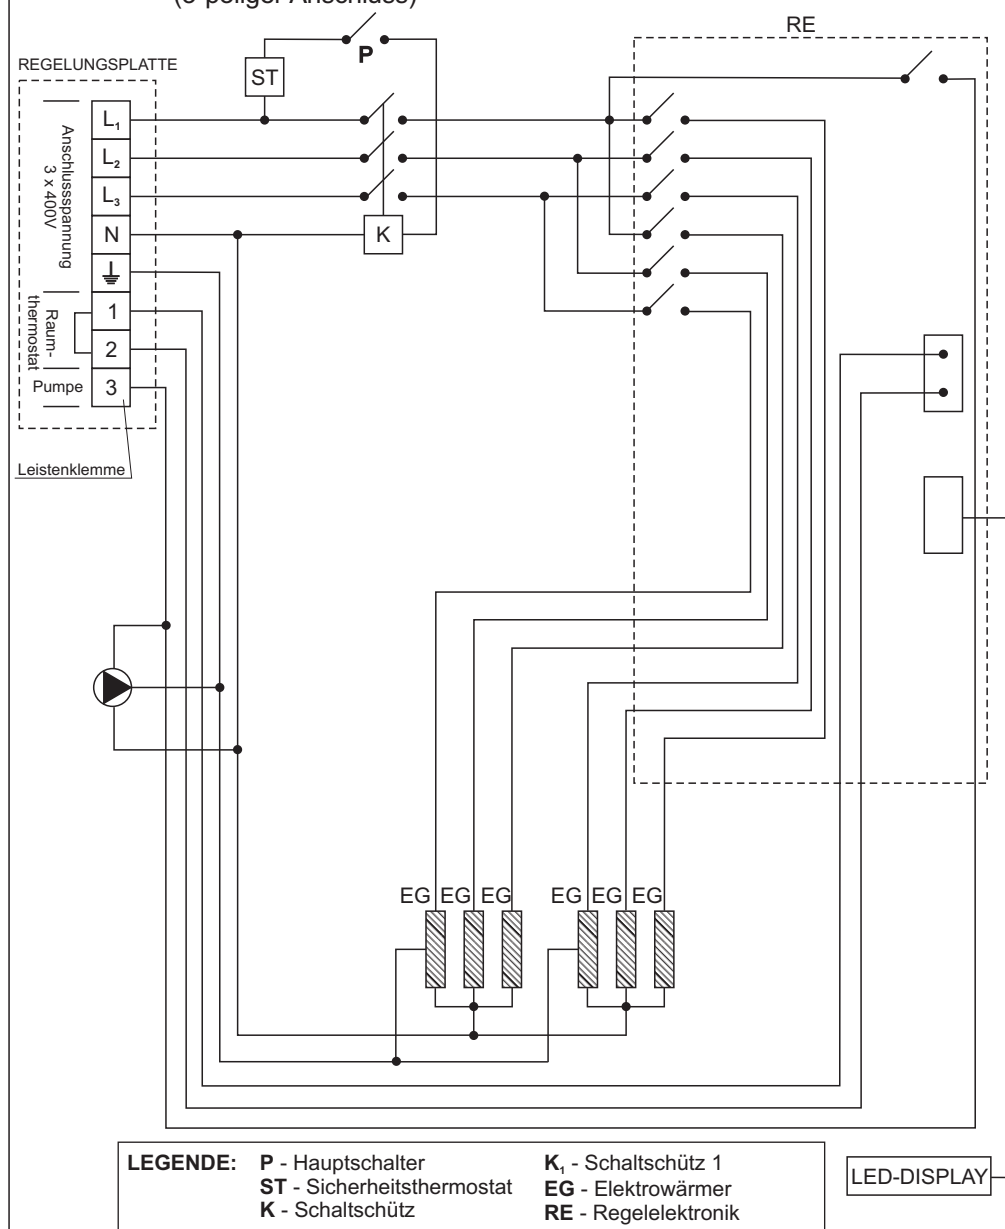 (5-poliger Anschluss)
RE
P
REGELUNGSPLATTE
ST
Anschlussspannung
3 x 400V
L₁
L₂
L₃
N
K
Raum-
thermostat
1
2
Pumpe
3
Leistenklemme
EG EG EG
EG EG EG
LEGENDE:
P - Hauptschalter
ST - Sicherheitsthermostat
K - Schaltschütz
K₁ - Schaltschütz 1
EG - Elektrowärmer
RE - Regelelektronik
LED-DISPLAY